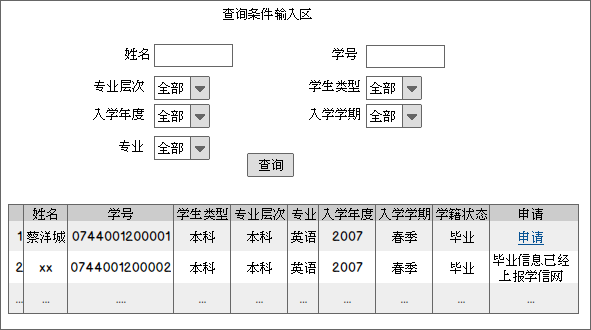 查询条件输入区
姓名 学号
专业层次 全部 学生类型 全部
入学年度 全部 入学学期 全部
专业 全部
查询
姓名 学号 学生类型 专业层次 专业 入学年度 入学学期 学籍状态 申请
1 蔡洋城 0744001200001 本科 本科 英语 2007 春季 毕业 申请
2 xx 0744001200002 本科 本科 英语 2007 春季 毕业 毕业信息已经
上报学信网
... ... .... ... ... ... ... ... ... ...